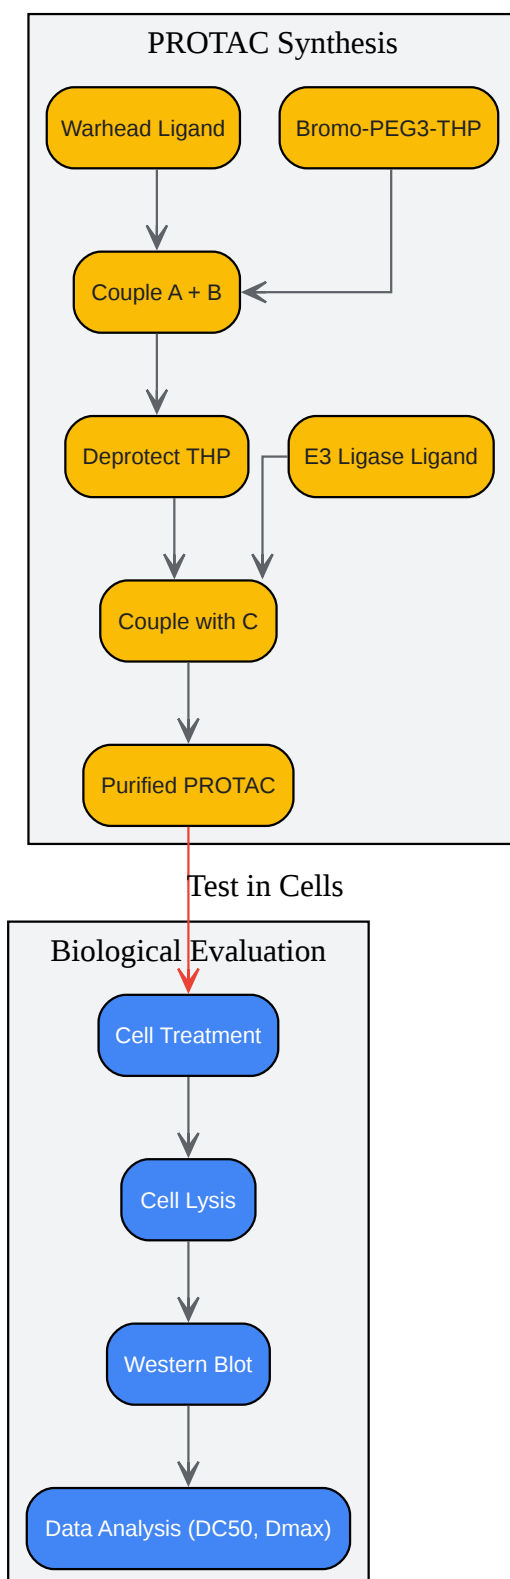 PROTAC Synthesis
Warhead Ligand
Bromo-PEG3-THP
Couple A + B
Deprotect THP
E3 Ligase Ligand
Couple with C
Purified PROTAC
Test in Cells
Biological Evaluation
Cell Treatment
Cell Lysis
Western Blot
Data Analysis (DC50, Dmax)